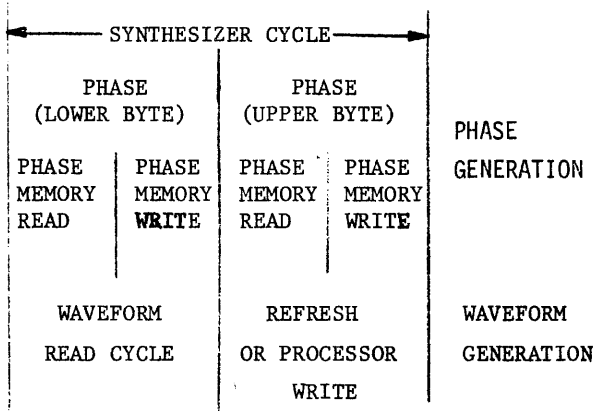 SYNTHESIZER CYCLE
PHASE PHASE
(LOWER BYTE) (UPPER BYTE)
PHASE
GENERATION
PHASE PHASE PHASE PHASE
MEMORY MEMORY MEMORY MEMORY
READ WRITE READ WRITE
WAVEFORM REFRESH WAVEFORM
READ CYCLE OR PROCESSOR GENERATION
WRITE